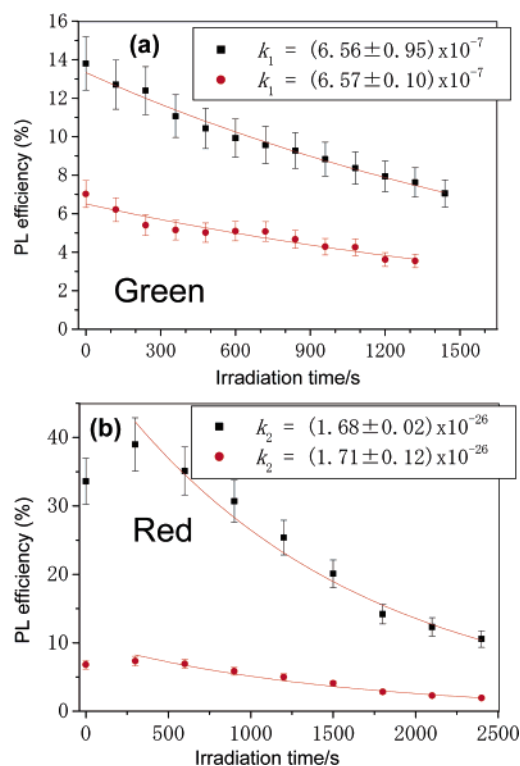 (a)
k₁ = (6.56±0.95)x10⁻⁷
k₁ = (6.57±0.10)x10⁻⁷
16
14
12
10
8
6
4
2
0
PL efficiency (%)
Green
0 300 600 900 1200 1500
Irradiation time/s
(b)
k₂ = (1.68±0.02)x10⁻²⁶
k₂ = (1.71±0.12)x10⁻²⁶
40
30
20
10
0
PL efficiency (%)
Red
0 500 1000 1500 2000 2500
Irradiation time/s